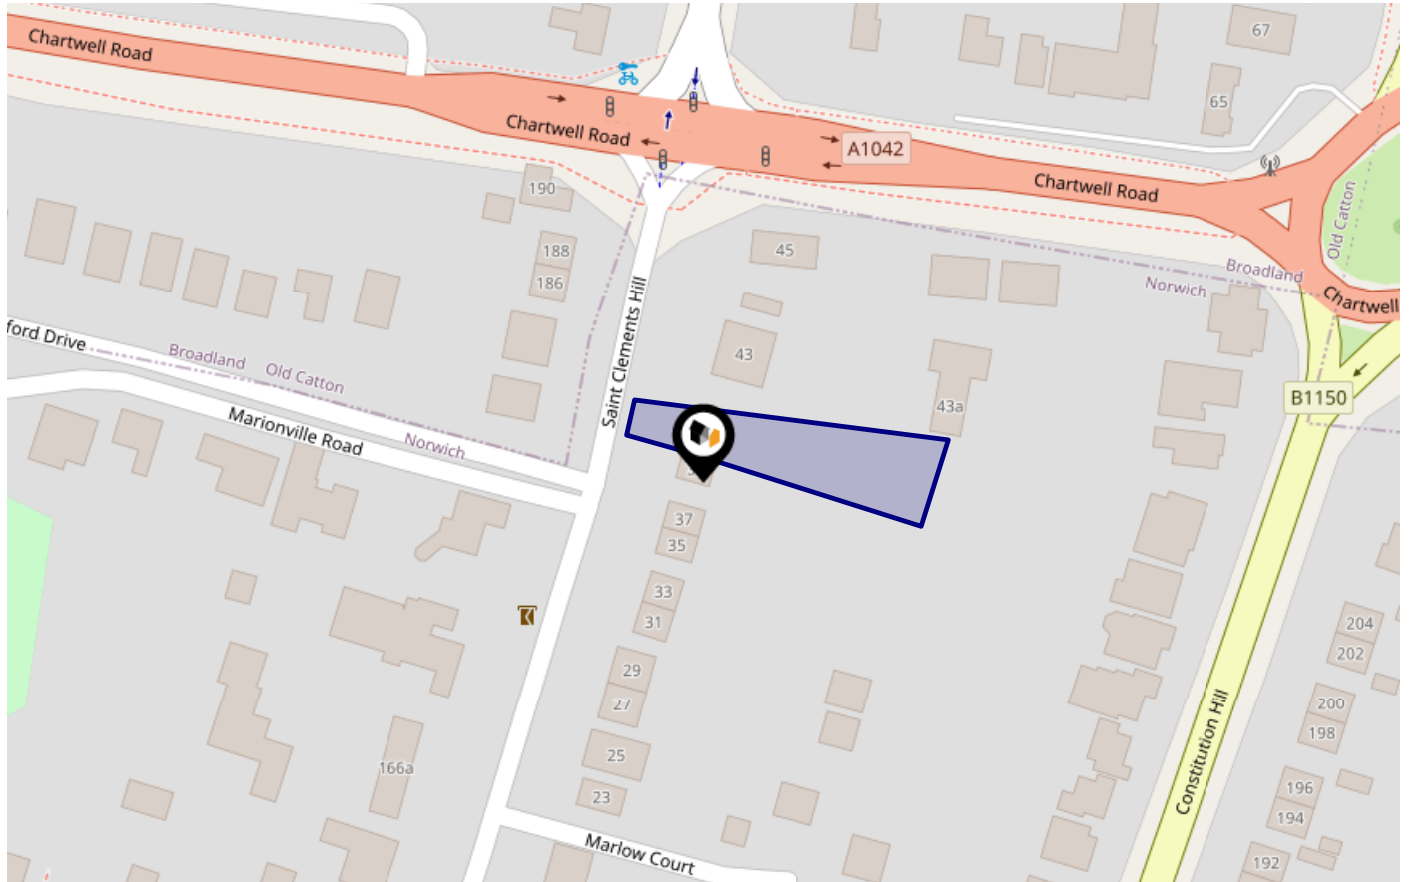 Chartwell Road
67
65
Chartwell Road
A1042
Chartwell Road
Old Catton
190
188
186
45
Broadland
Norwich
Chartwell
Saint Clements Hill
ford Drive
Broadland
Old Catton
43
43a
B1150
Marionville Road
Norwich
37
35
33
31
29
27
25
23
166a
204
202
200
198
196
194
192
Constitution Hill
Marlow Court